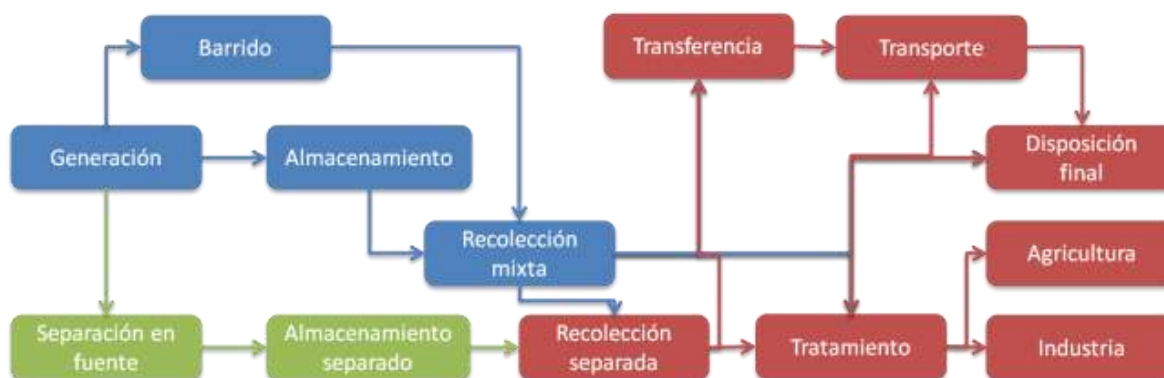 Barrido
Transferencia
Transporte
Generación
Almacenamiento
Disposición
final
Recolección
mixta
Agricultura
Separación en
fuente
Almacenamiento
separado
Recolección
separada
Tratamiento
Industria